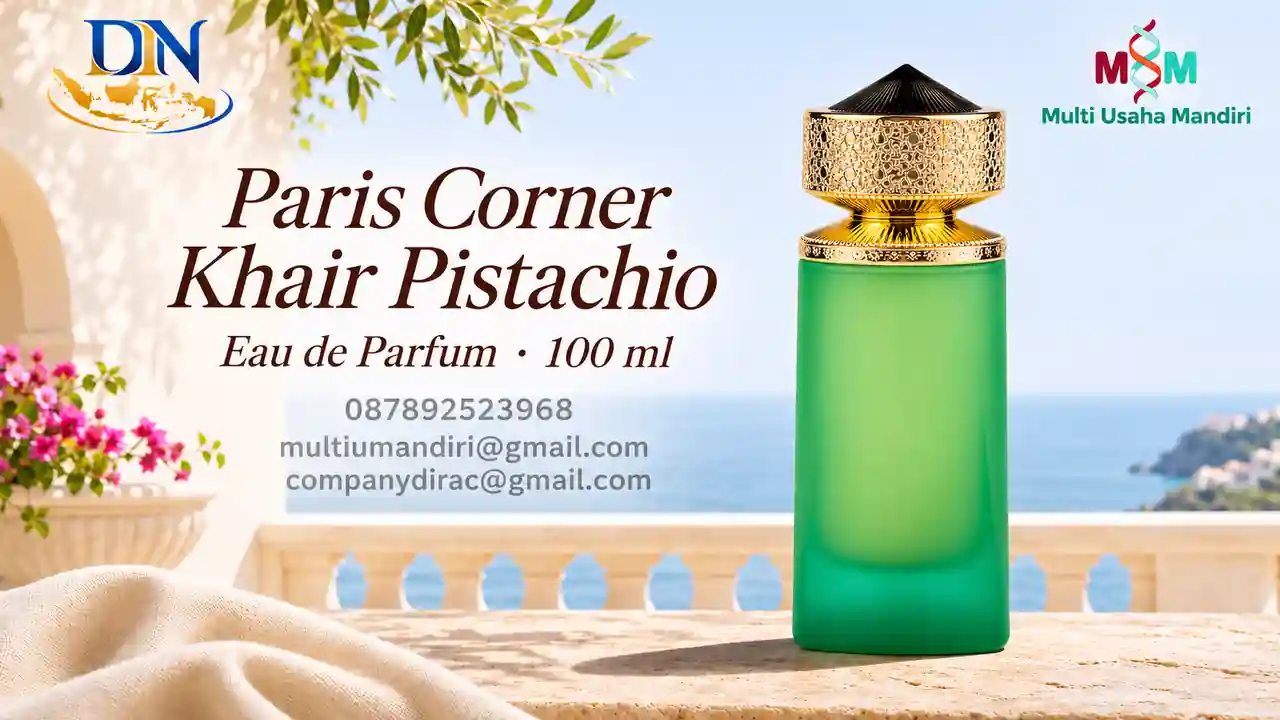 DN
MUM
Multi Usaha Mandiri
Paris Corner
Khair Pistachio
Eau de Parfum · 100 ml
087892523968
multiumandiri@gmail.com
companydirac@gmail.com